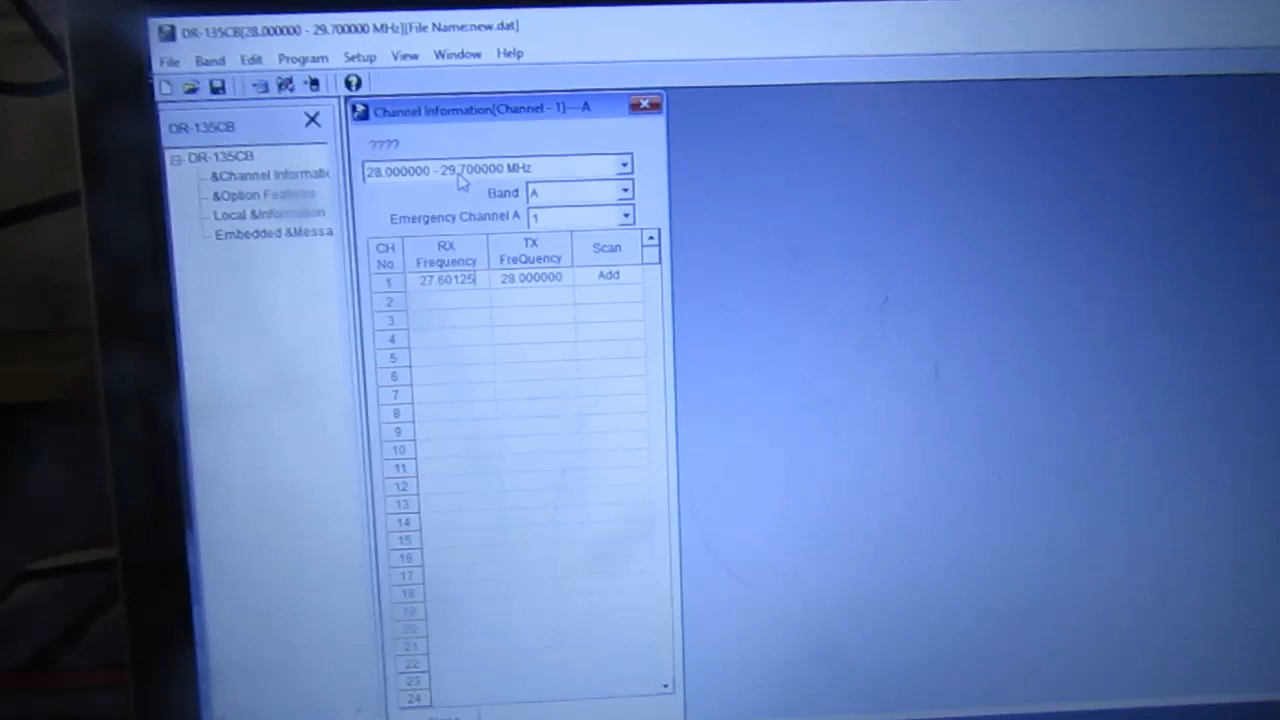 DR-135CB[28.000000 - 29.700000 MHz][File Name:new.dat]
File Band Edit Program Setup View Window Help
DR-135CB
DR-135CB
&Channel Informatic
&Option Features
Local &Information
Embedded &Messa
Channel Information[Channel - 1]---A
????
28.000000 - 29.700000 MHz
Band A
Emergency Channel A 1
CH No. RX Frequency TX FreQuency Scan
1 27.60125 28.000000 Add
2
3
4
5
6
7
8
9
10
11
12
13
14
15
16
17
18
19
20
21
22
23
24